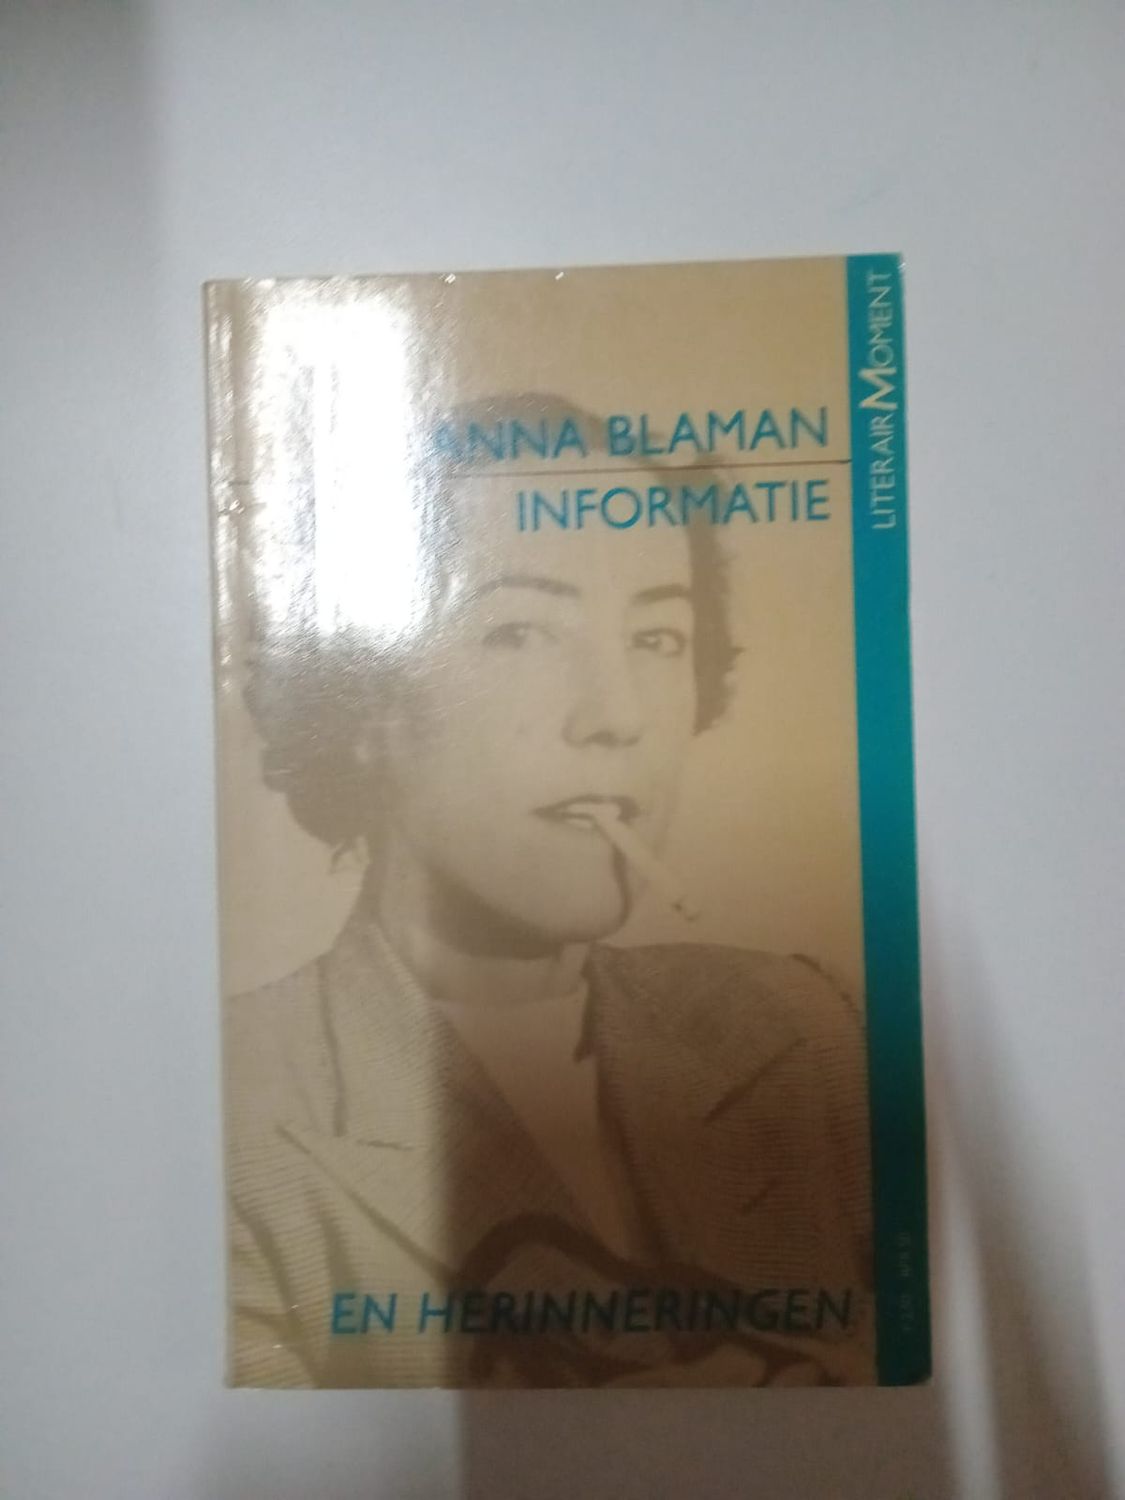 ANNA BLAMAN
INFORMATIE
EN HERINNERINGEN
LITERAIR MOMENT